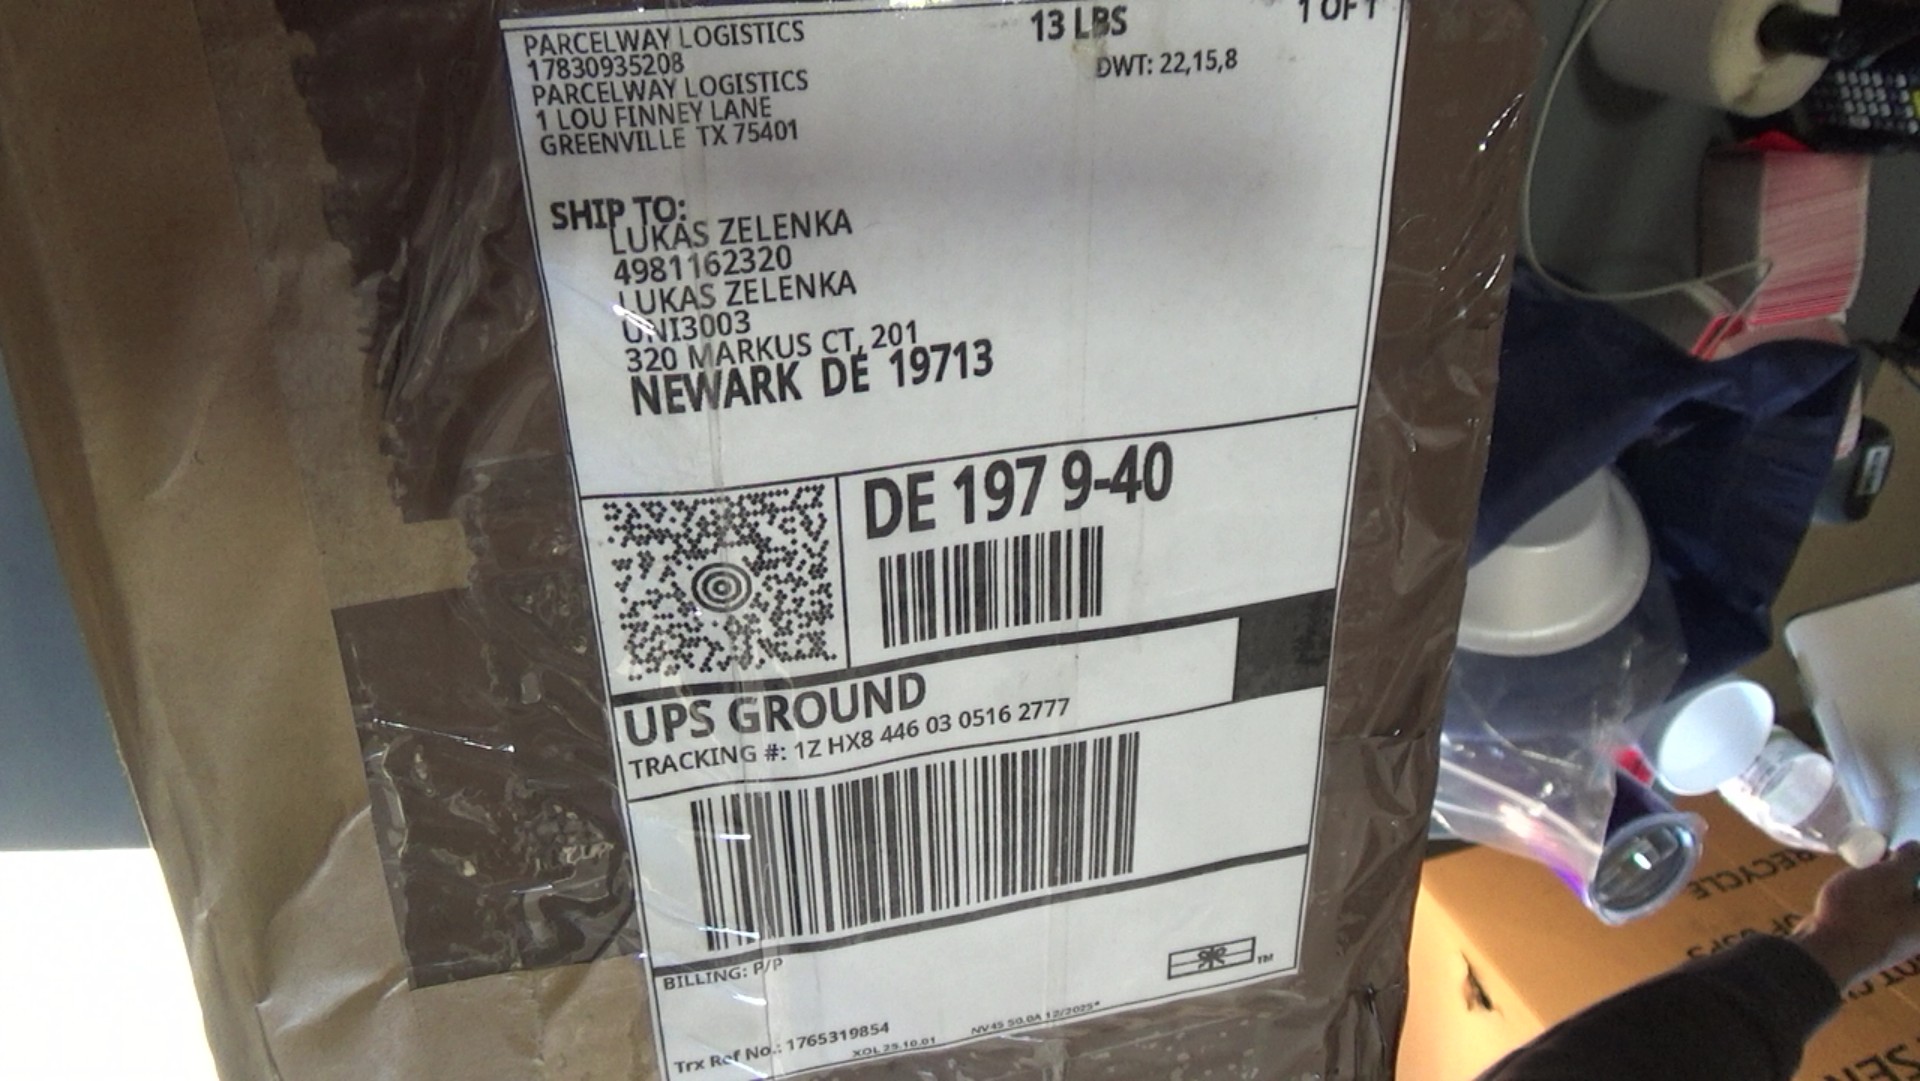 PARCELWAY LOGISTICS
17830935208
PARCELWAY LOGISTICS
1 LOU FINNEY LANE
GREENVILLE TX 75401
13 LBS
1 OF 1
DWT: 22,15,8
SHIP TO:
LUKAS ZELENKA
4981162320
LUKAS ZELENKA
UNI3003
320 MARKUS CT, 201
NEWARK DE 19713
DE 197 9-40
UPS GROUND
TRACKING #: 1Z HX8 446 03 0516 2777
BILLING: P/P
TM
Trx Ref No.: 1765319854
XOL 25.10.01
NV45 50.0A 12/2025*
RECYCLE